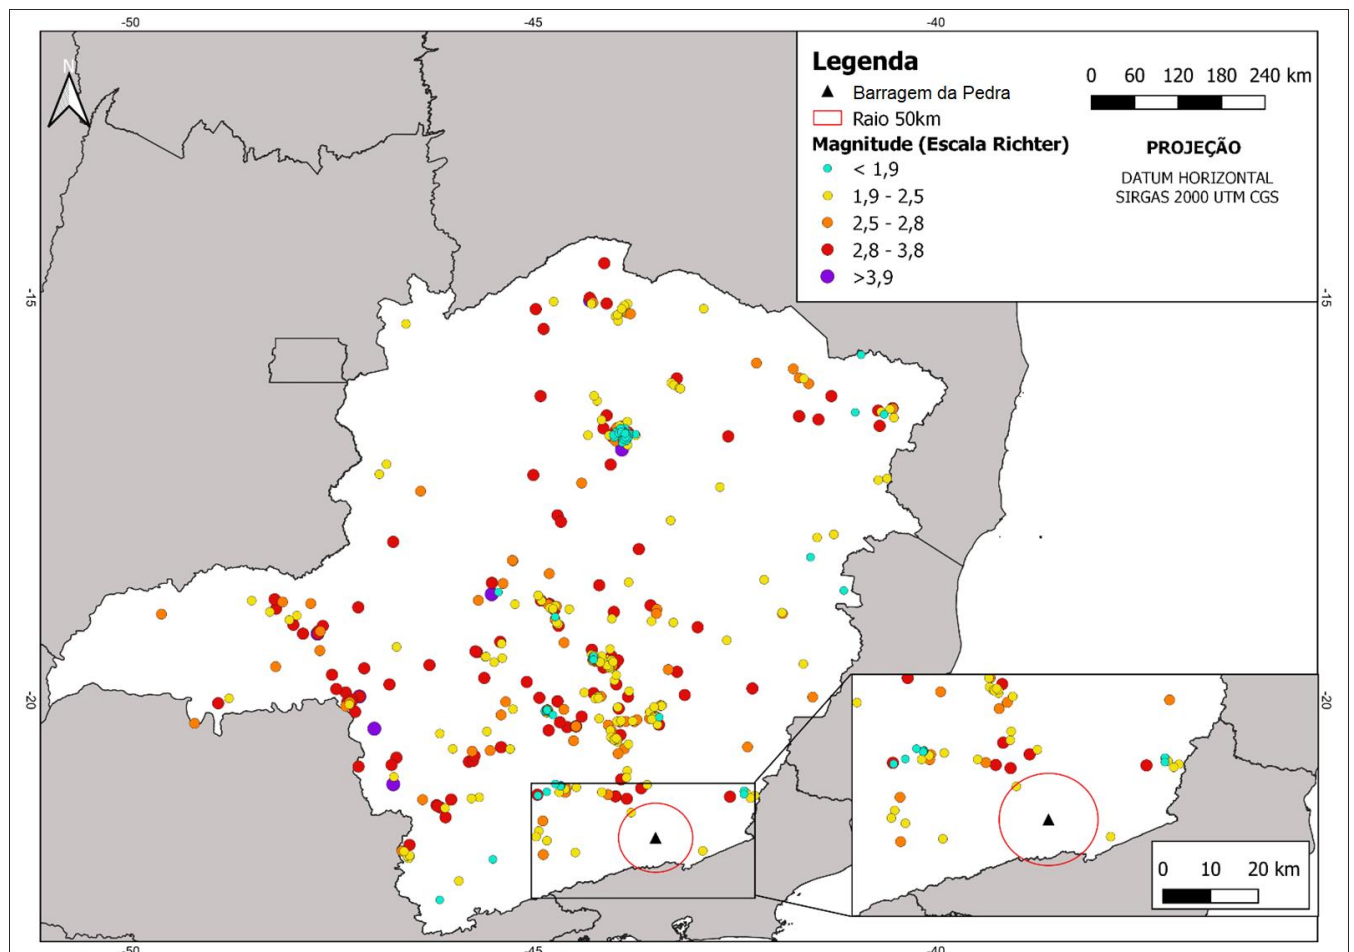 -50 -45 -40
N
Legenda
Barragem da Pedra
Raio 50km
Magnitude (Escala Richter)
< 1,9
1,9 - 2,5
2,5 - 2,8
2,8 - 3,8
>3,9
0 60 120 180 240 km
PROJEÇÃO
DATUM HORIZONTAL
SIRGAS 2000 UTM CGS
-15 -15
-20 -20
0 10 20 km
-50 -45 -40